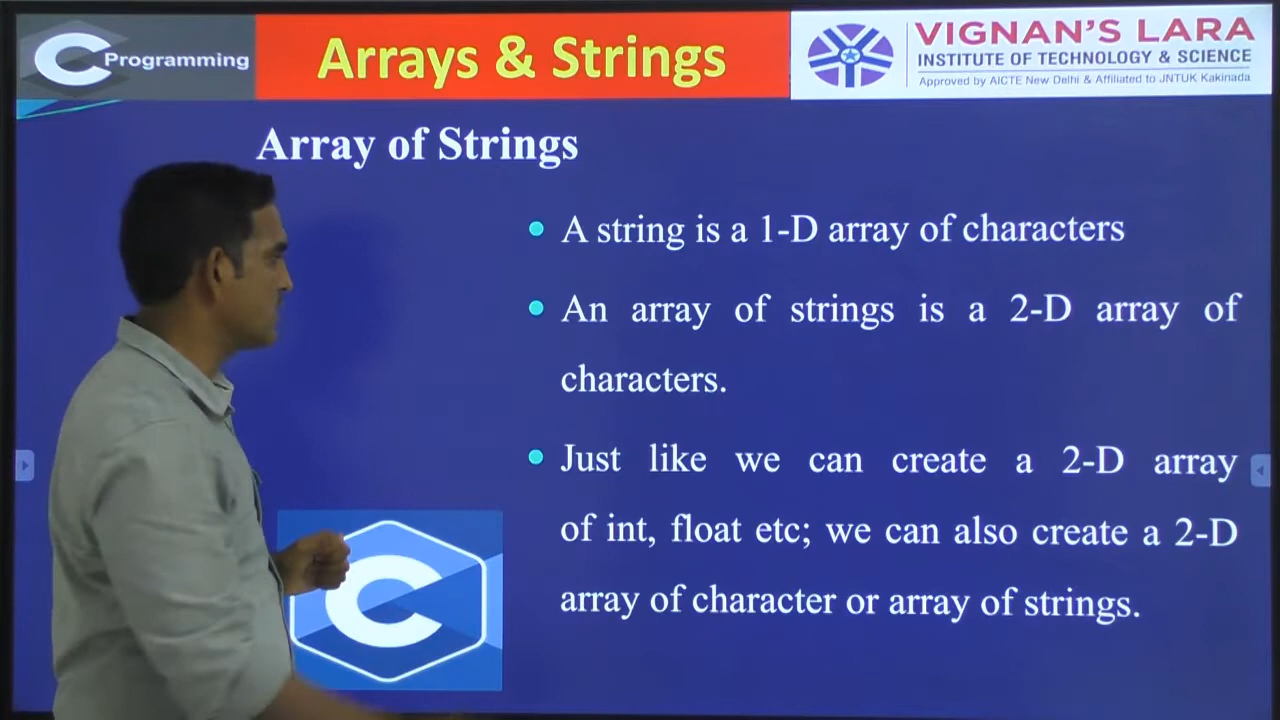 C Programming
Arrays & Strings
VIGNAN'S LARA
INSTITUTE OF TECHNOLOGY & SCIENCE
Approved by AICTE New Delhi & Affiliated to JNTUK Kakinada
Array of Strings
A string is a 1-D array of characters
An array of strings is a 2-D array of
characters.
Just like we can create a 2-D array
of int, float etc; we can also create a 2-D
array of character or array of strings.
C